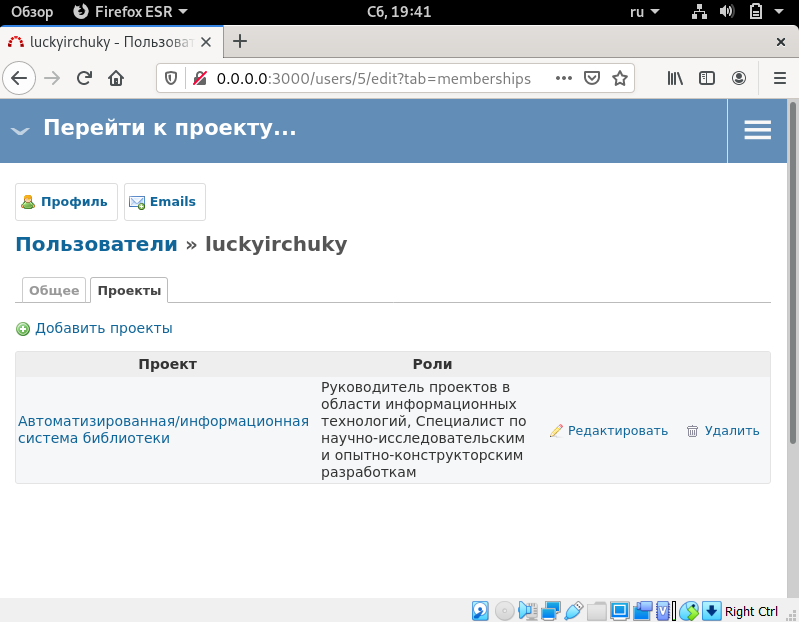 Обзор Firefox ESR Сб, 19:41 ru
luckyirchuky - Пользоват
0.0.0.0:3000/users/5/edit?tab=memberships
Перейти к проекту...
Профиль Emails
Пользователи » luckyirchuky
Общее Проекты
Добавить проекты
Проект Роли
Автоматизированная/информационная
система библиотеки
Руководитель проектов в
области информационных
технологий, Специалист по
научно-исследовательским
и опытно-конструкторским
разработкам
Редактировать Удалить
Right Ctrl